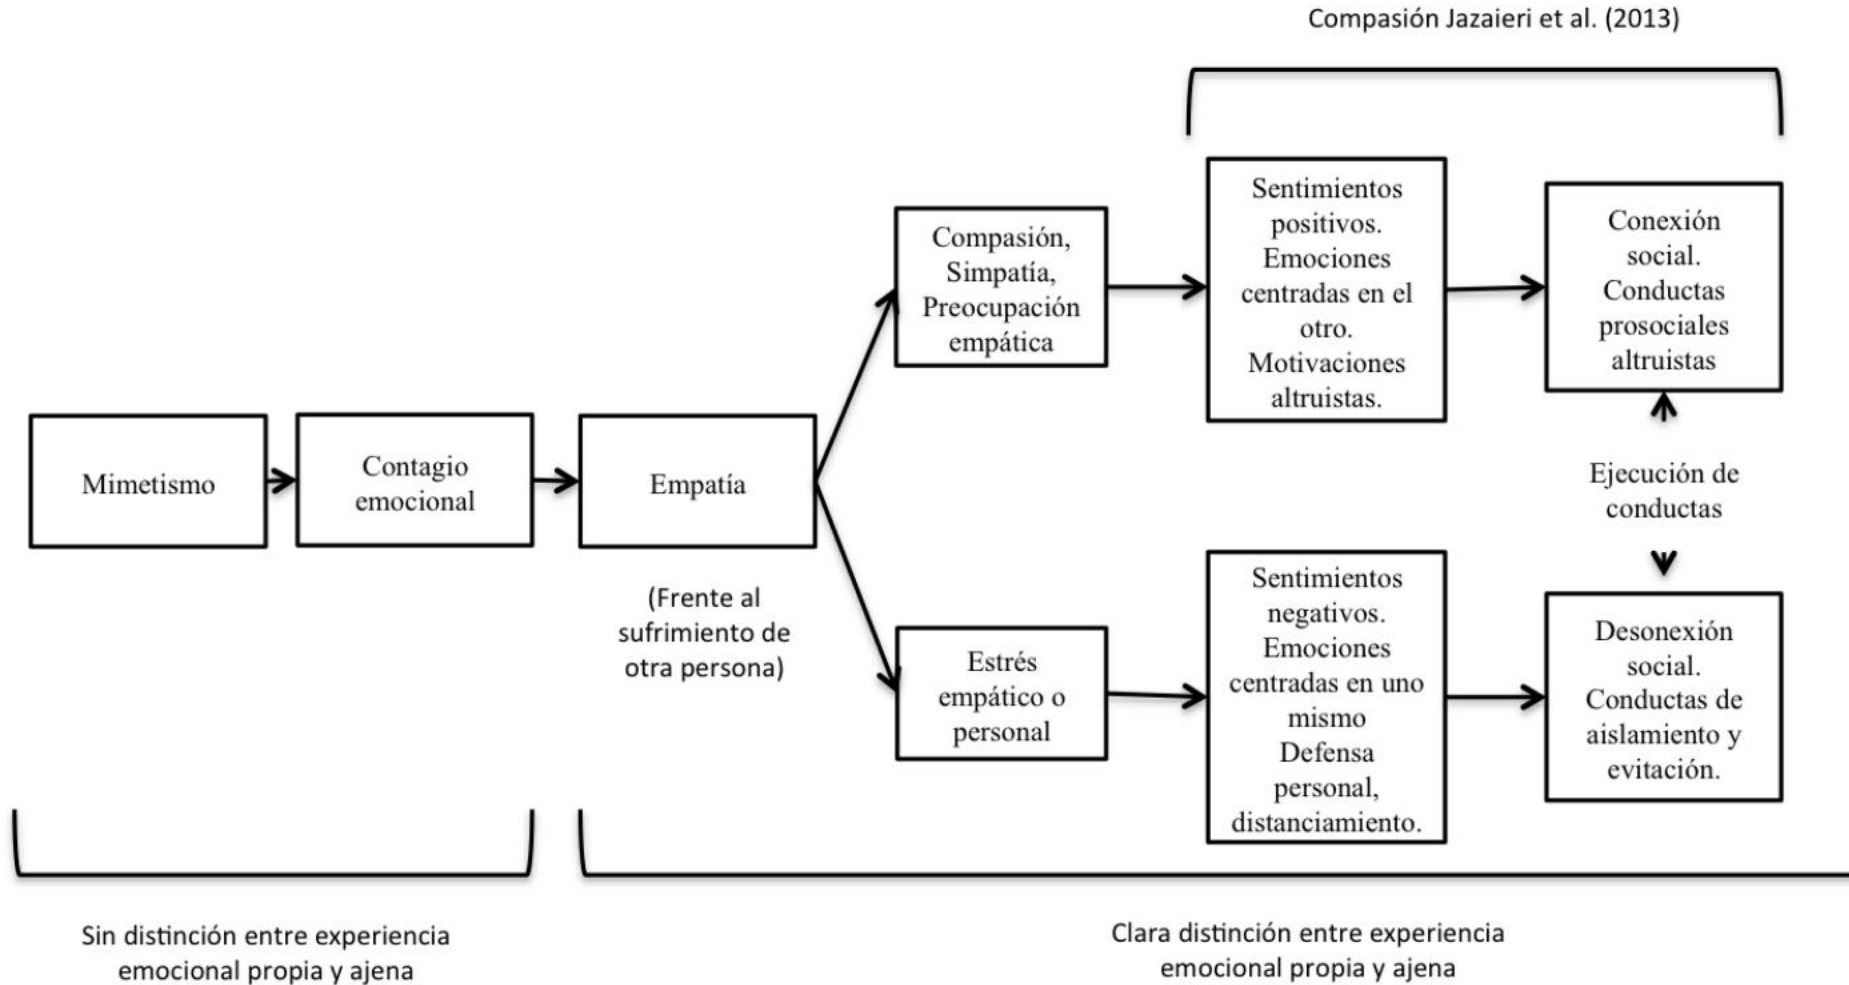 Compasión Jazaieri et al. (2013)
Mimetismo
Contagio
emocional
Empatía
(Frente al
sufrimiento de
otra persona)
Compasión,
Simpatía,
Preocupación
empática
Sentimientos
positivos.
Emociones
centradas en el
otro.
Motivaciones
altruistas.
Conexión
social.
Conductas
prosociales
altruistas
Ejecución de
conductas
Estrés
empático o
personal
Sentimientos
negativos.
Emociones
centradas en uno
mismo
Defensa
personal,
distanciamiento.
Desonexión
social.
Conductas de
aislamiento y
evitación.
Sin distinción entre experiencia
emocional propia y ajena
Clara distinción entre experiencia
emocional propia y ajena